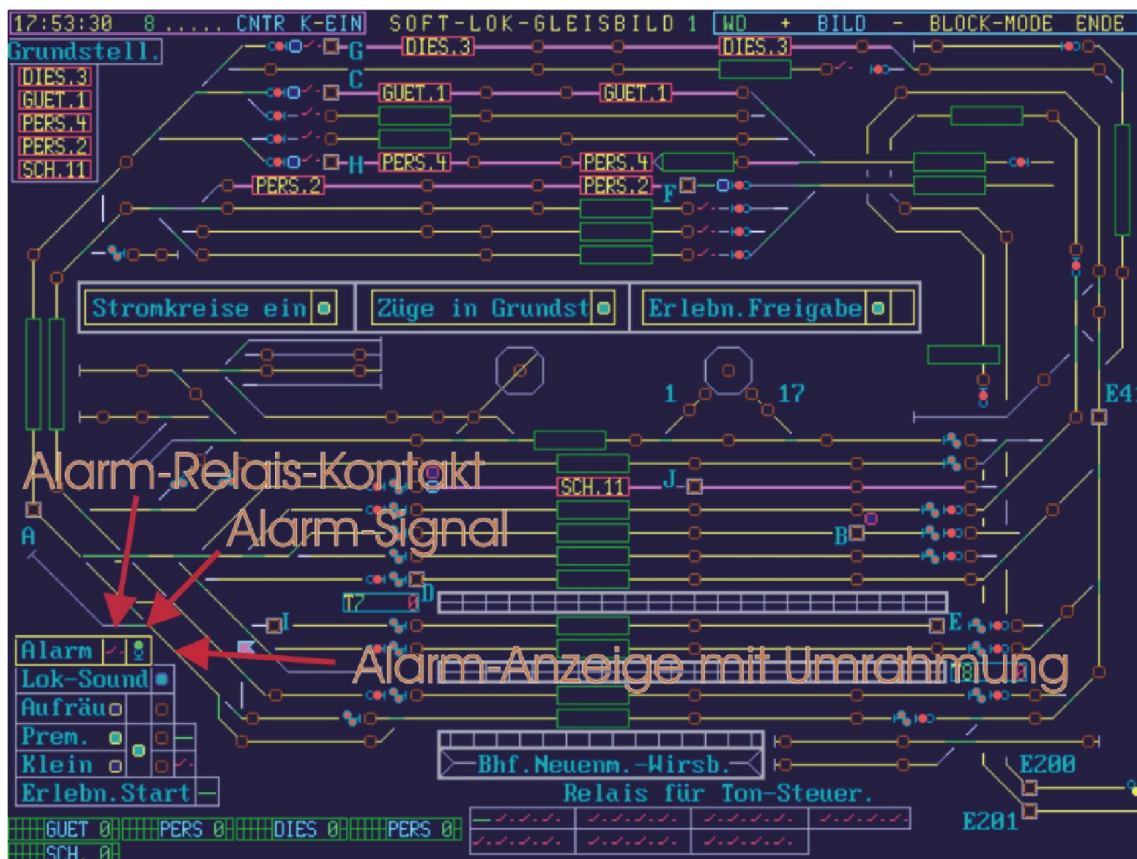 17:53:30 8 ..... CNTR K-EIN SOFT-LOK-GLEISBILD 1 WD + BILD - BLOCK-MODE ENDE
Grundstell.
DIES.3
GUET.1
PERS.4
PERS.2
SCH.11
G DIES.3 DIES.3
C
GUET.1 GUET.1
H PERS.4 PERS.4
PERS.2 PERS.2 F
Stromkreise ein Züge in Grundst Erlebn.Freigabe
1 17 E41
Alarm-Relais-Kontakt
SCH.11 J
Alarm-Signal
A B
T7 0 D
I E
Alarm
Alarm-Anzeige mit Umrahmung
Lok-Sound
Aufräu
Prem.
Klein
Bhf.Neuenm.-Wirsb.
E200
Erlebn.Start
Relais für Ton-Steuer.
E201
GUET 0 PERS 0 DIES 0 PERS 0
SCH. 0